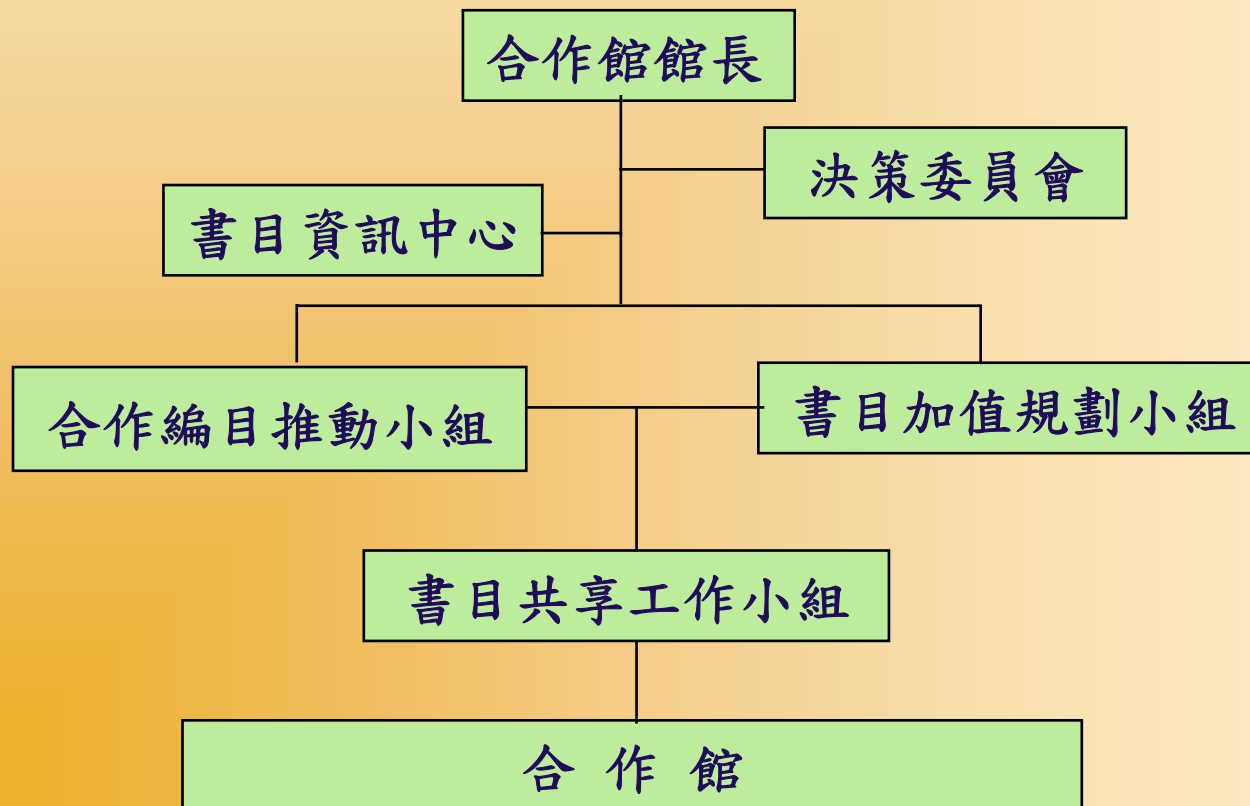 合作館館長
決策委員會
書目資訊中心
合作編目推動小組
書目加值規劃小組
書目共享工作小組
合作館